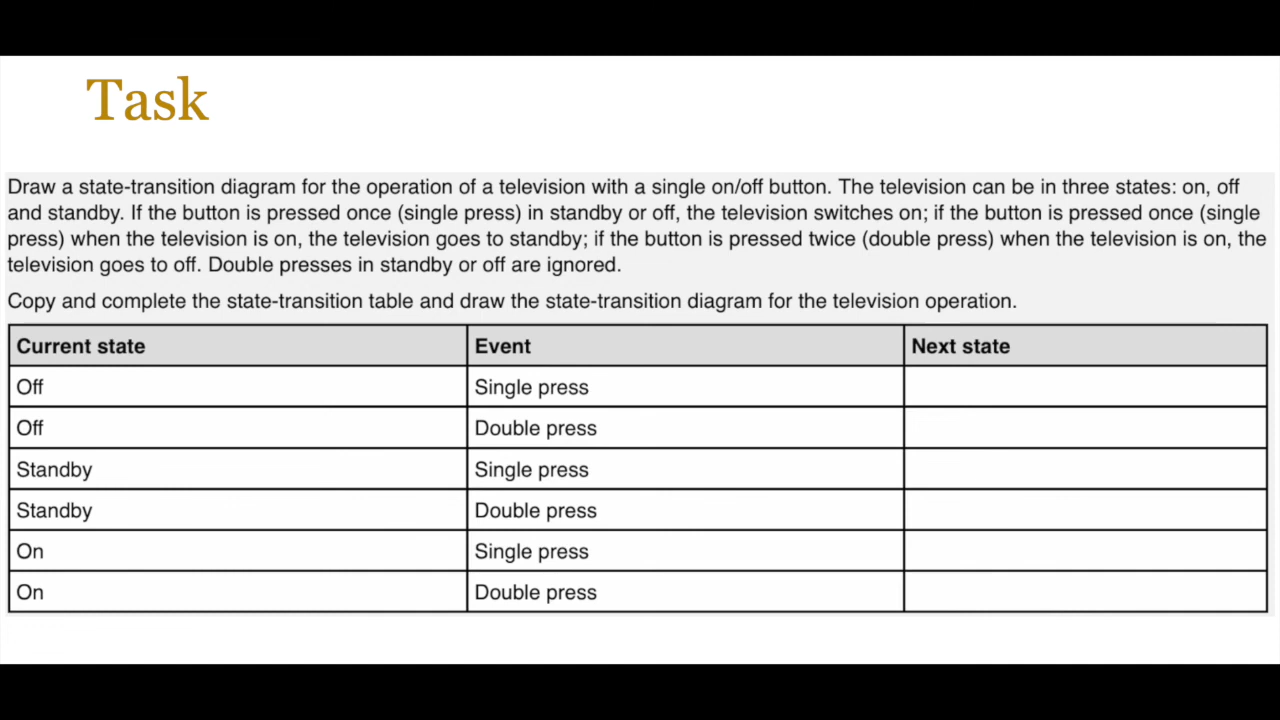 Task
Draw a state-transition diagram for the operation of a television with a single on/off button. The television can be in three states: on, off
and standby. If the button is pressed once (single press) in standby or off, the television switches on; if the button is pressed once (single
press) when the television is on, the television goes to standby; if the button is pressed twice (double press) when the television is on, the
television goes to off. Double presses in standby or off are ignored.
Copy and complete the state-transition table and draw the state-transition diagram for the television operation.
Current state Event Next state
Off Single press
Off Double press
Standby Single press
Standby Double press
On Single press
On Double press